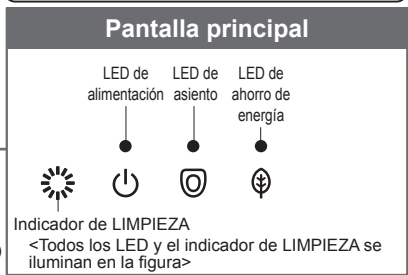 Pantalla principal
LED de alimentación
LED de asiento
LED de ahorro de energía
Indicador de LIMPIEZA
<Todos los LED y el indicador de LIMPIEZA se
iluminan en la figura>